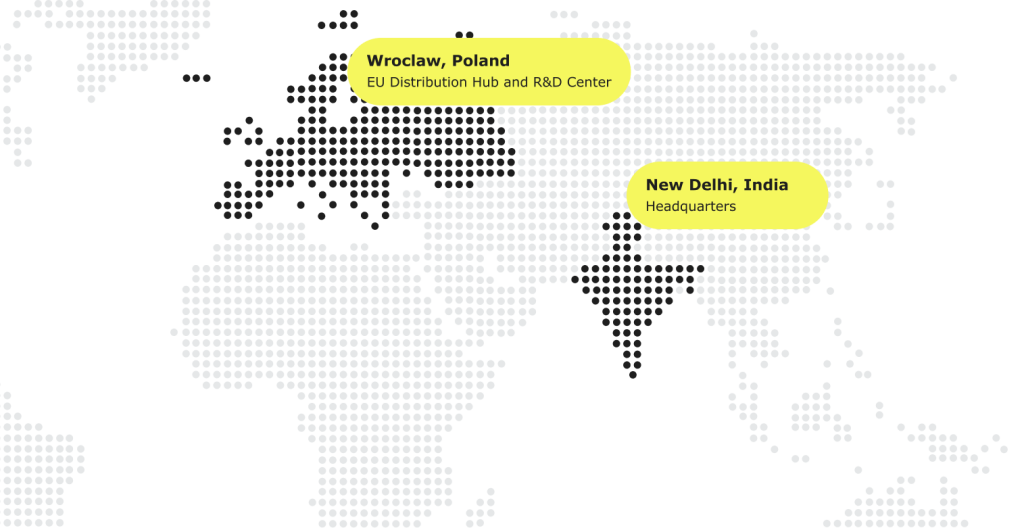 Wroclaw, Poland
EU Distribution Hub and R&D Center
New Delhi, India
Headquarters